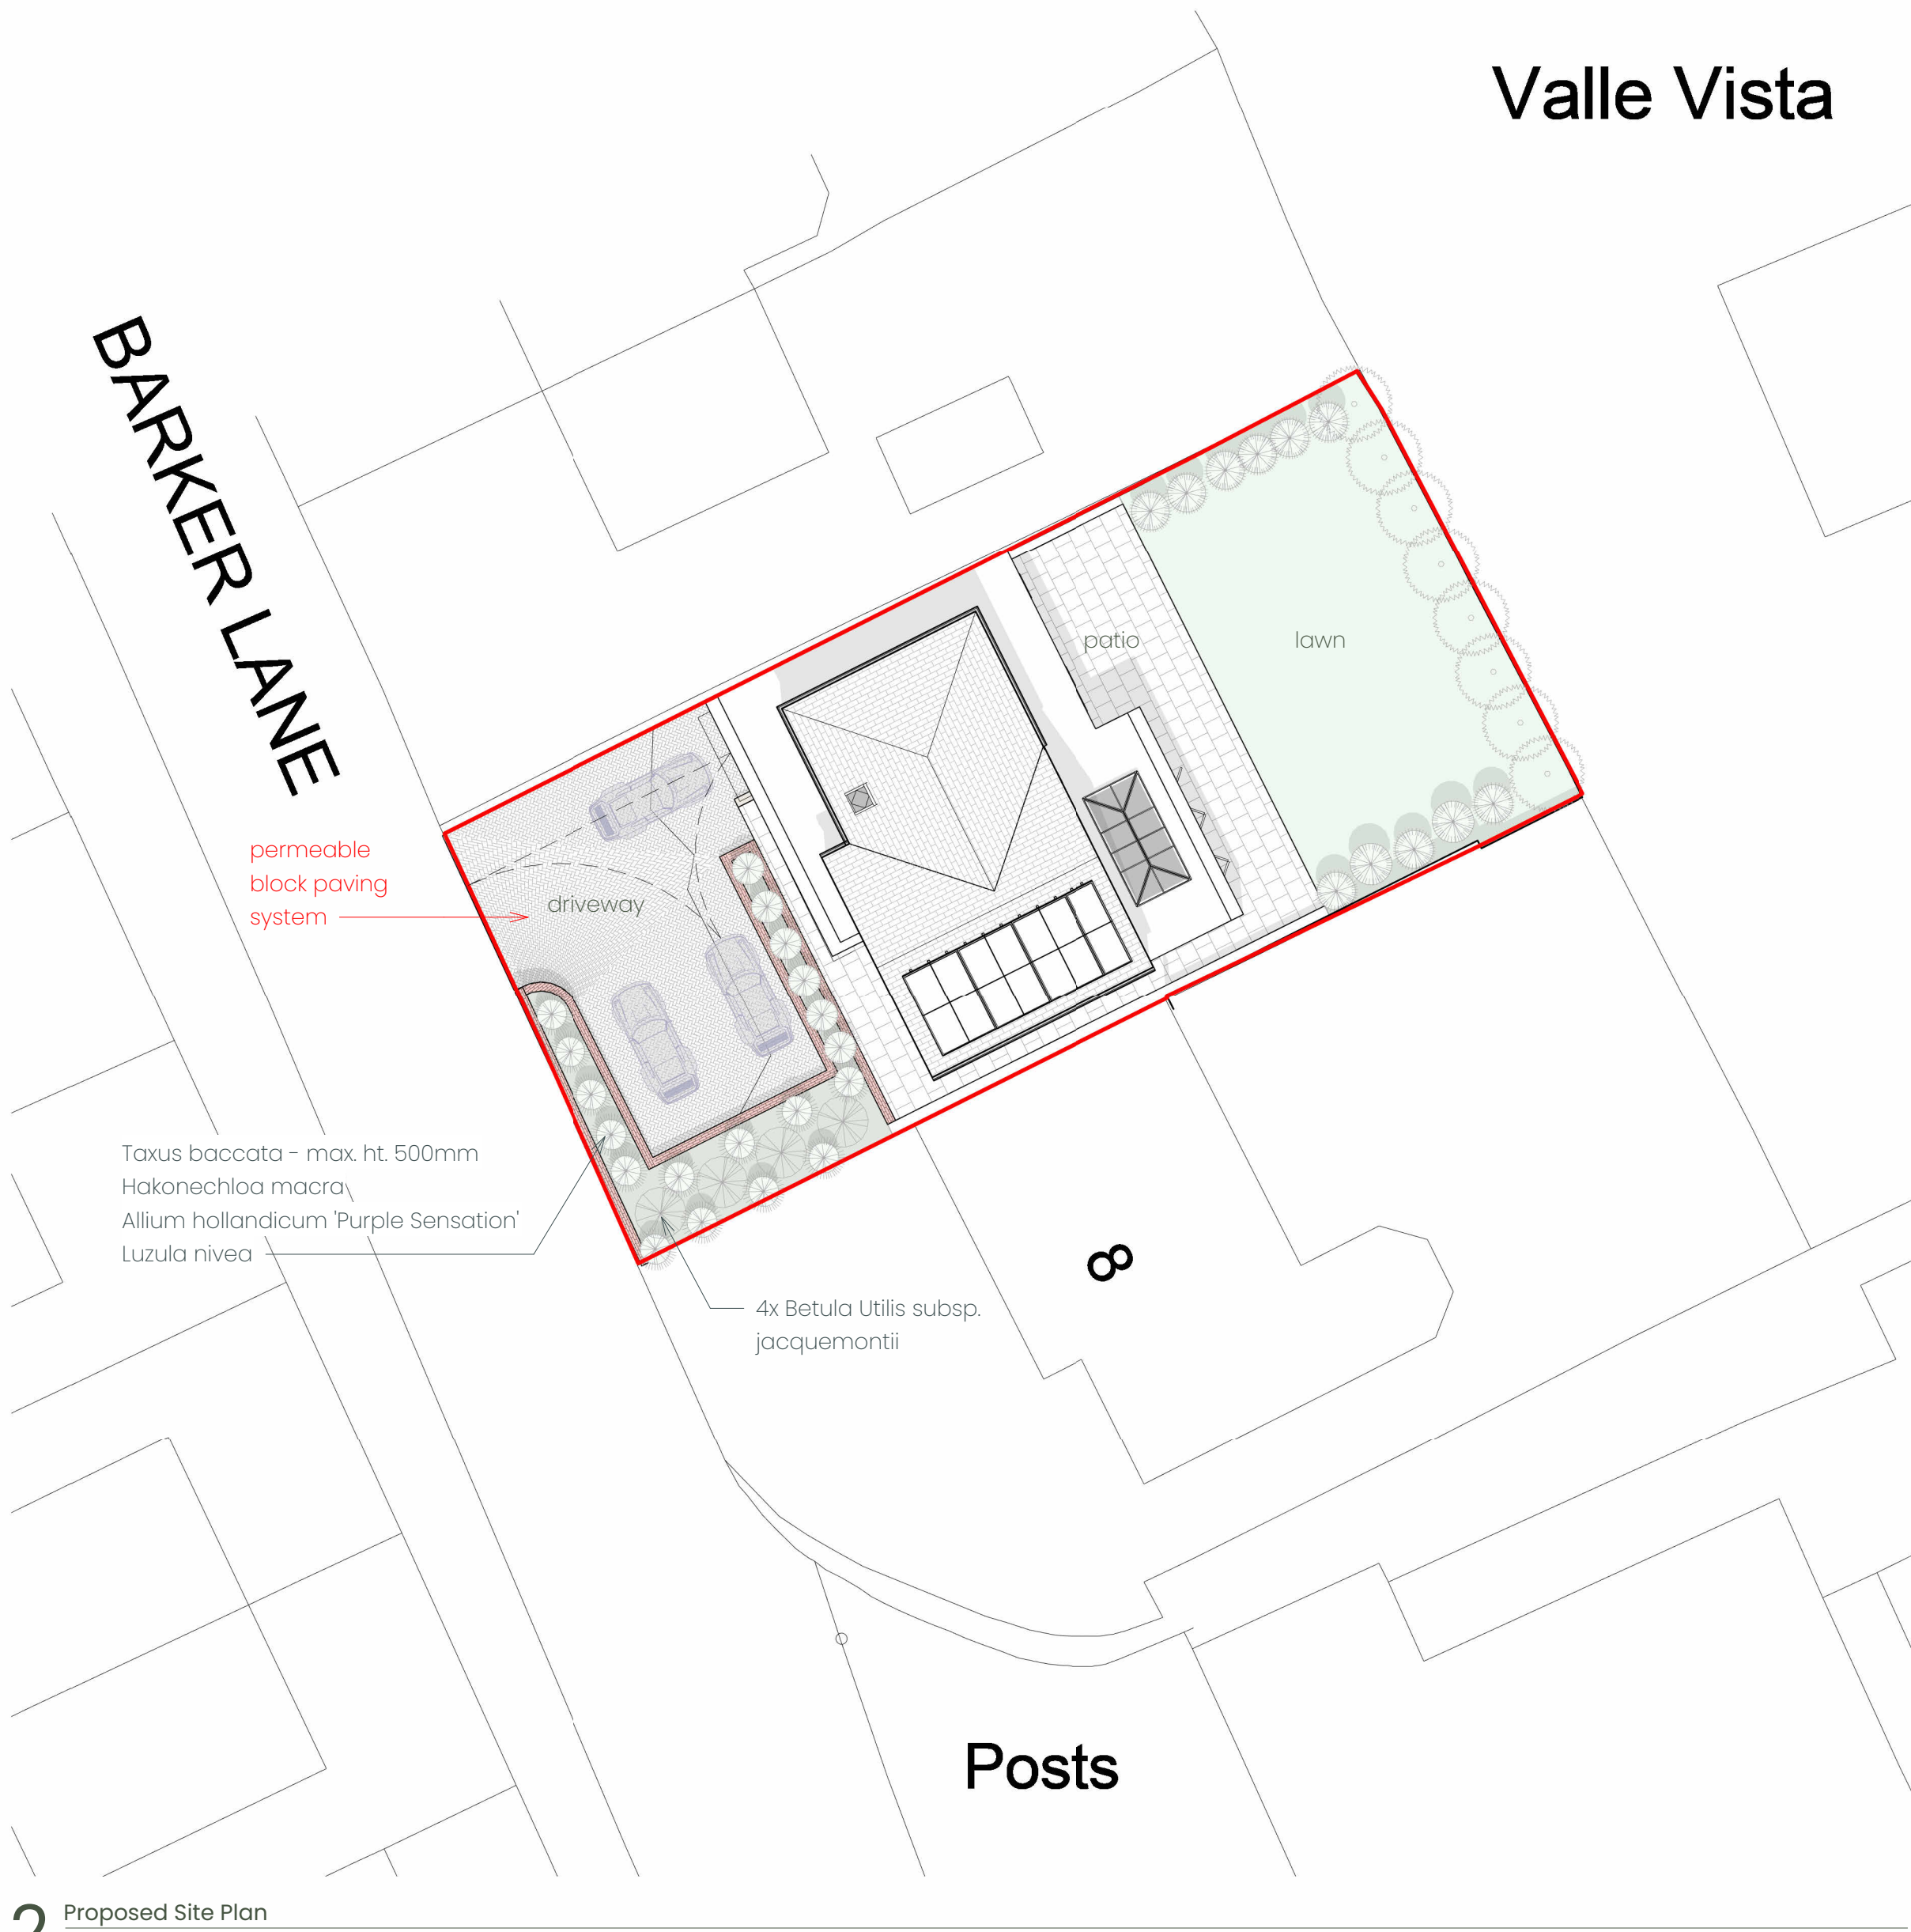 Valle Vista
BARKER LANE
patio
lawn
permeable
block paving
system
driveway
Taxus baccata - max. ht. 500mm
Hakonechloa macra
Allium hollandicum 'Purple Sensation'
Luzula nivea
8
4x Betula Utilis subsp.
jacquemontii
Posts
2 Proposed Site Plan